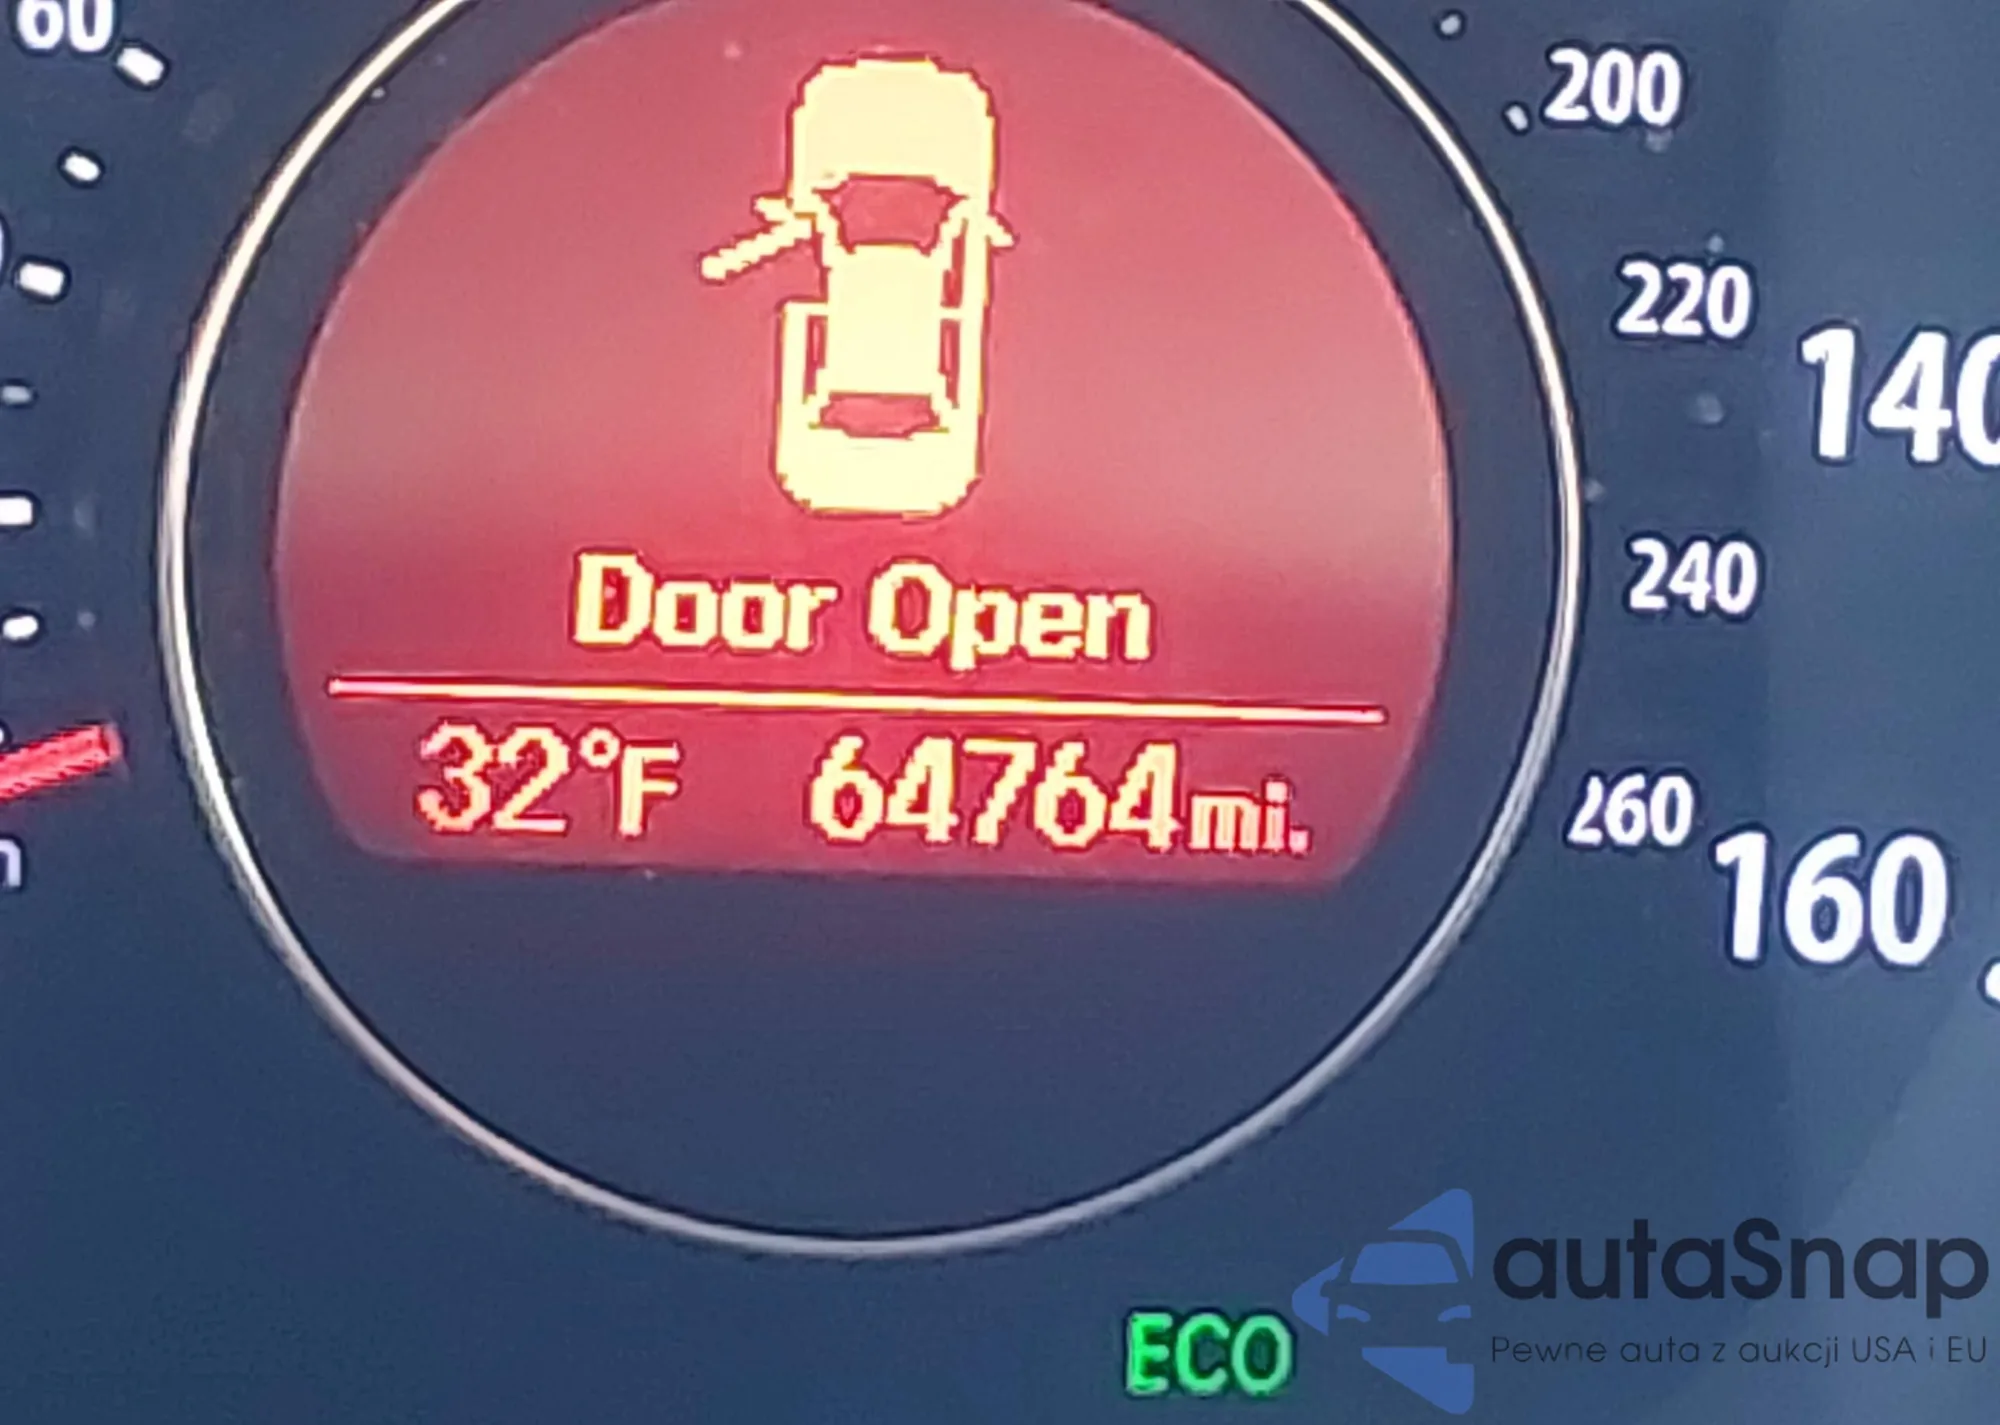 60
200
220
140
240
Door Open
32°F 64764mi.
260
160
ECO
autaSnap
Pewne auta z aukcji USA i EU